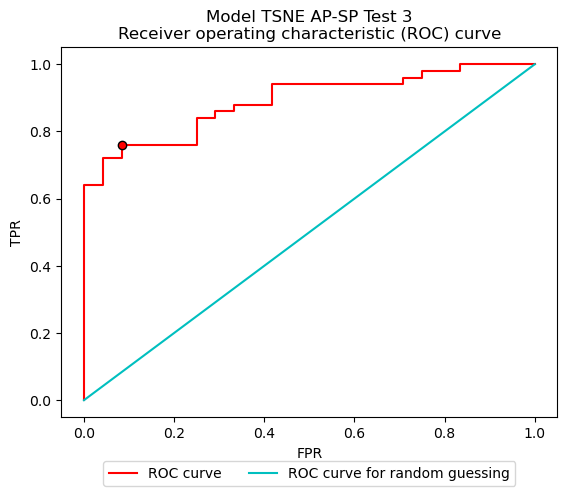 Model TSNE AP-SP Test 3
Receiver operating characteristic (ROC) curve
1.0
0.8
0.6
0.4
0.2
0.0
TPR
0.0 0.2 0.4 0.6 0.8 1.0
FPR
ROC curve ROC curve for random guessing